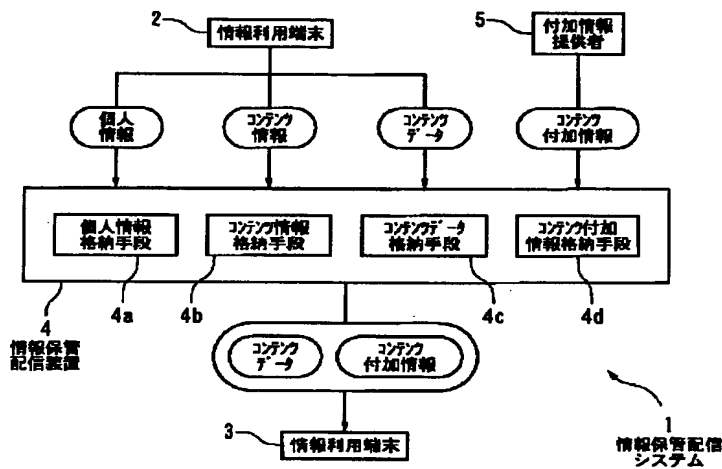 2
情報利用端末
5
付加情報
提供者
個人
情報
コンテンツ
情報
コンテンツ
データ
コンテンツ
付加情報
個人情報
格納手段
コンテンツ情報
格納手段
コンテンツデータ
格納手段
コンテンツ付加
情報格納手段
4
情報保管
配信装置
4a
4b
4c
4d
コンテンツ
データ
コンテンツ
付加情報
3
情報利用端末
1
情報保管配信
システム